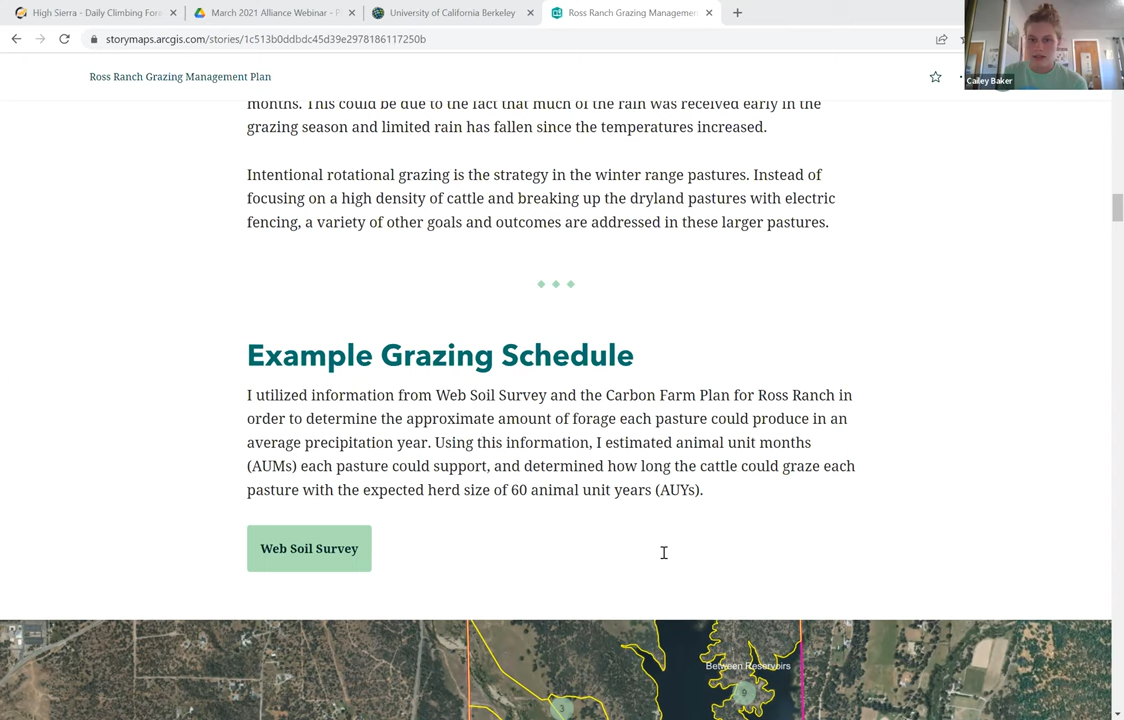 High Sierra - Daily Climbing For
March 2021 Alliance Webinar - P
University of California Berkeley
Ross Ranch Grazing Managemen
storymaps.arcgis.com/stories/1c513b0ddbdc45d39e2978186117250b
Cailey Baker
Ross Ranch Grazing Management Plan
months. This could be due to the fact that much of the rain was received early in the
grazing season and limited rain has fallen since the temperatures increased.
Intentional rotational grazing is the strategy in the winter range pastures. Instead of
focusing on a high density of cattle and breaking up the dryland pastures with electric
fencing, a variety of other goals and outcomes are addressed in these larger pastures.
Example Grazing Schedule
I utilized information from Web Soil Survey and the Carbon Farm Plan for Ross Ranch in
order to determine the approximate amount of forage each pasture could produce in an
average precipitation year. Using this information, I estimated animal unit months
(AUMs) each pasture could support, and determined how long the cattle could graze each
pasture with the expected herd size of 60 animal unit years (AUYs).
Web Soil Survey
Between Reservoirs
9
3